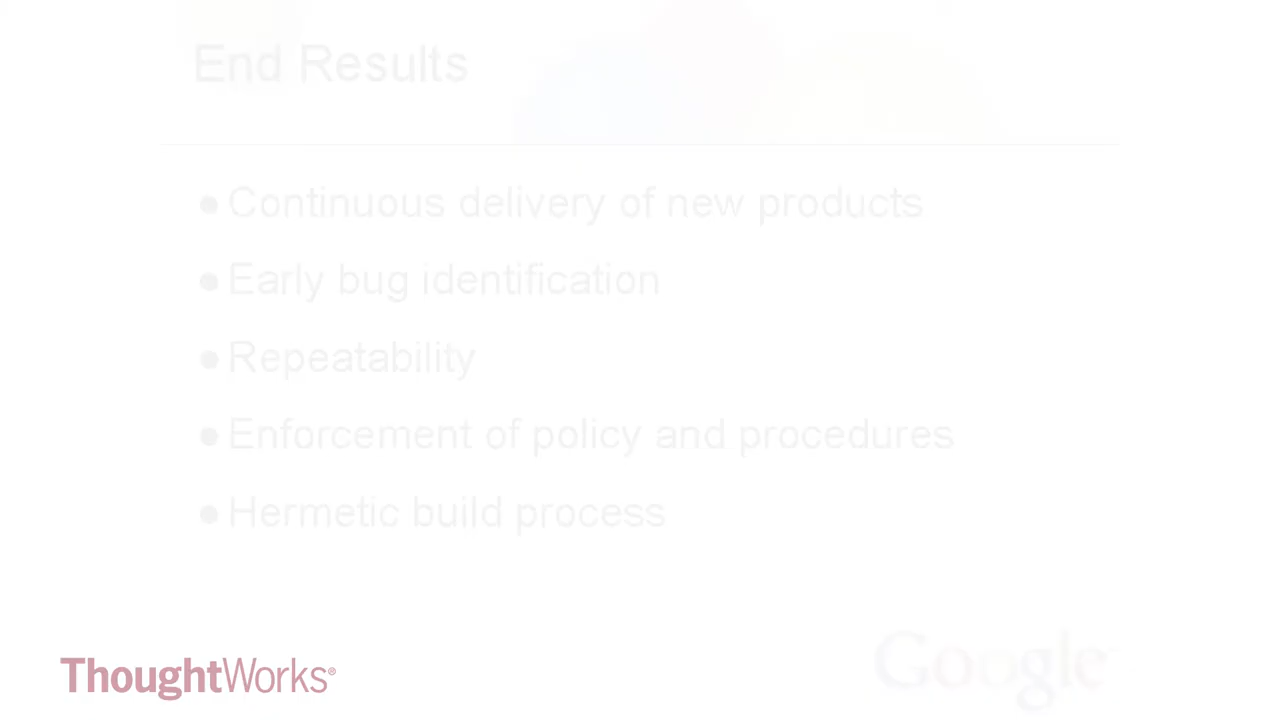 End Results
● Continuous delivery of new products
● Early bug identification
● Repeatability
● Enforcement of policy and procedures
● Hermetic build process
ThoughtWorks®
Google